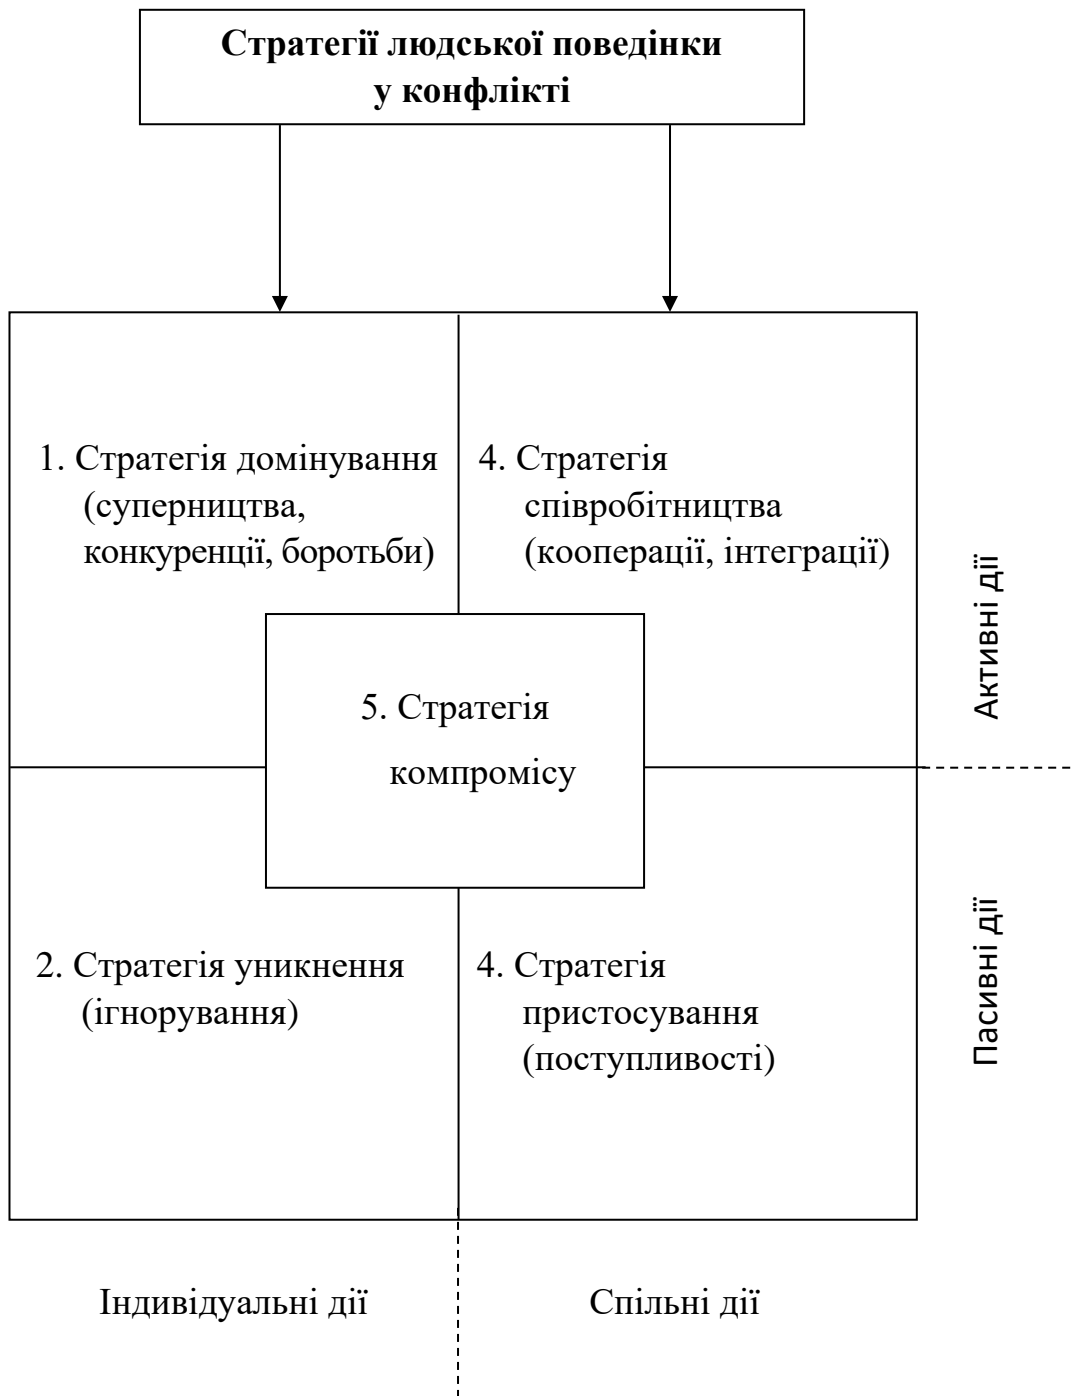 Стратегії людської поведінки
у конфлікті
1. Стратегія домінування
(суперництва,
конкуренції, боротьби)
4. Стратегія
співробітництва
(кооперації, інтеграції)
Активні дії
5. Стратегія
компромісу
2. Стратегія уникнення
(ігнорування)
4. Стратегія
пристосування
(поступливості)
Пасивні дії
Індивідуальні дії
Спільні дії